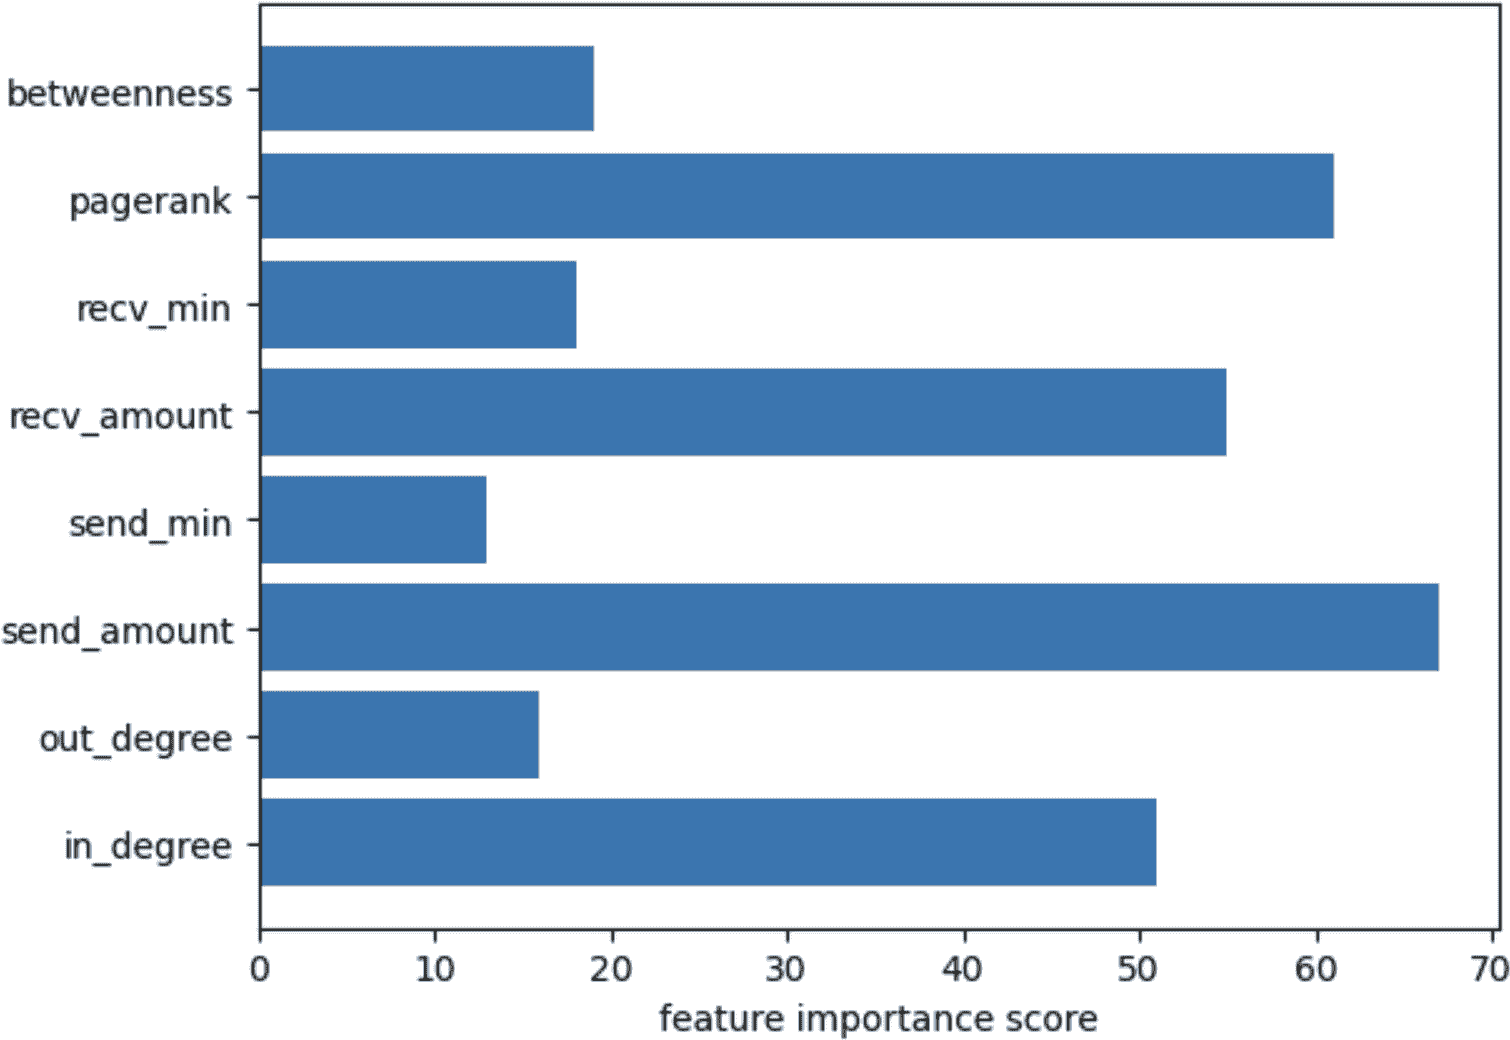 betweenness
pagerank
recv_min
recv_amount
send_min
send_amount
out_degree
in_degree
0 10 20 30 40 50 60 70
feature importance score